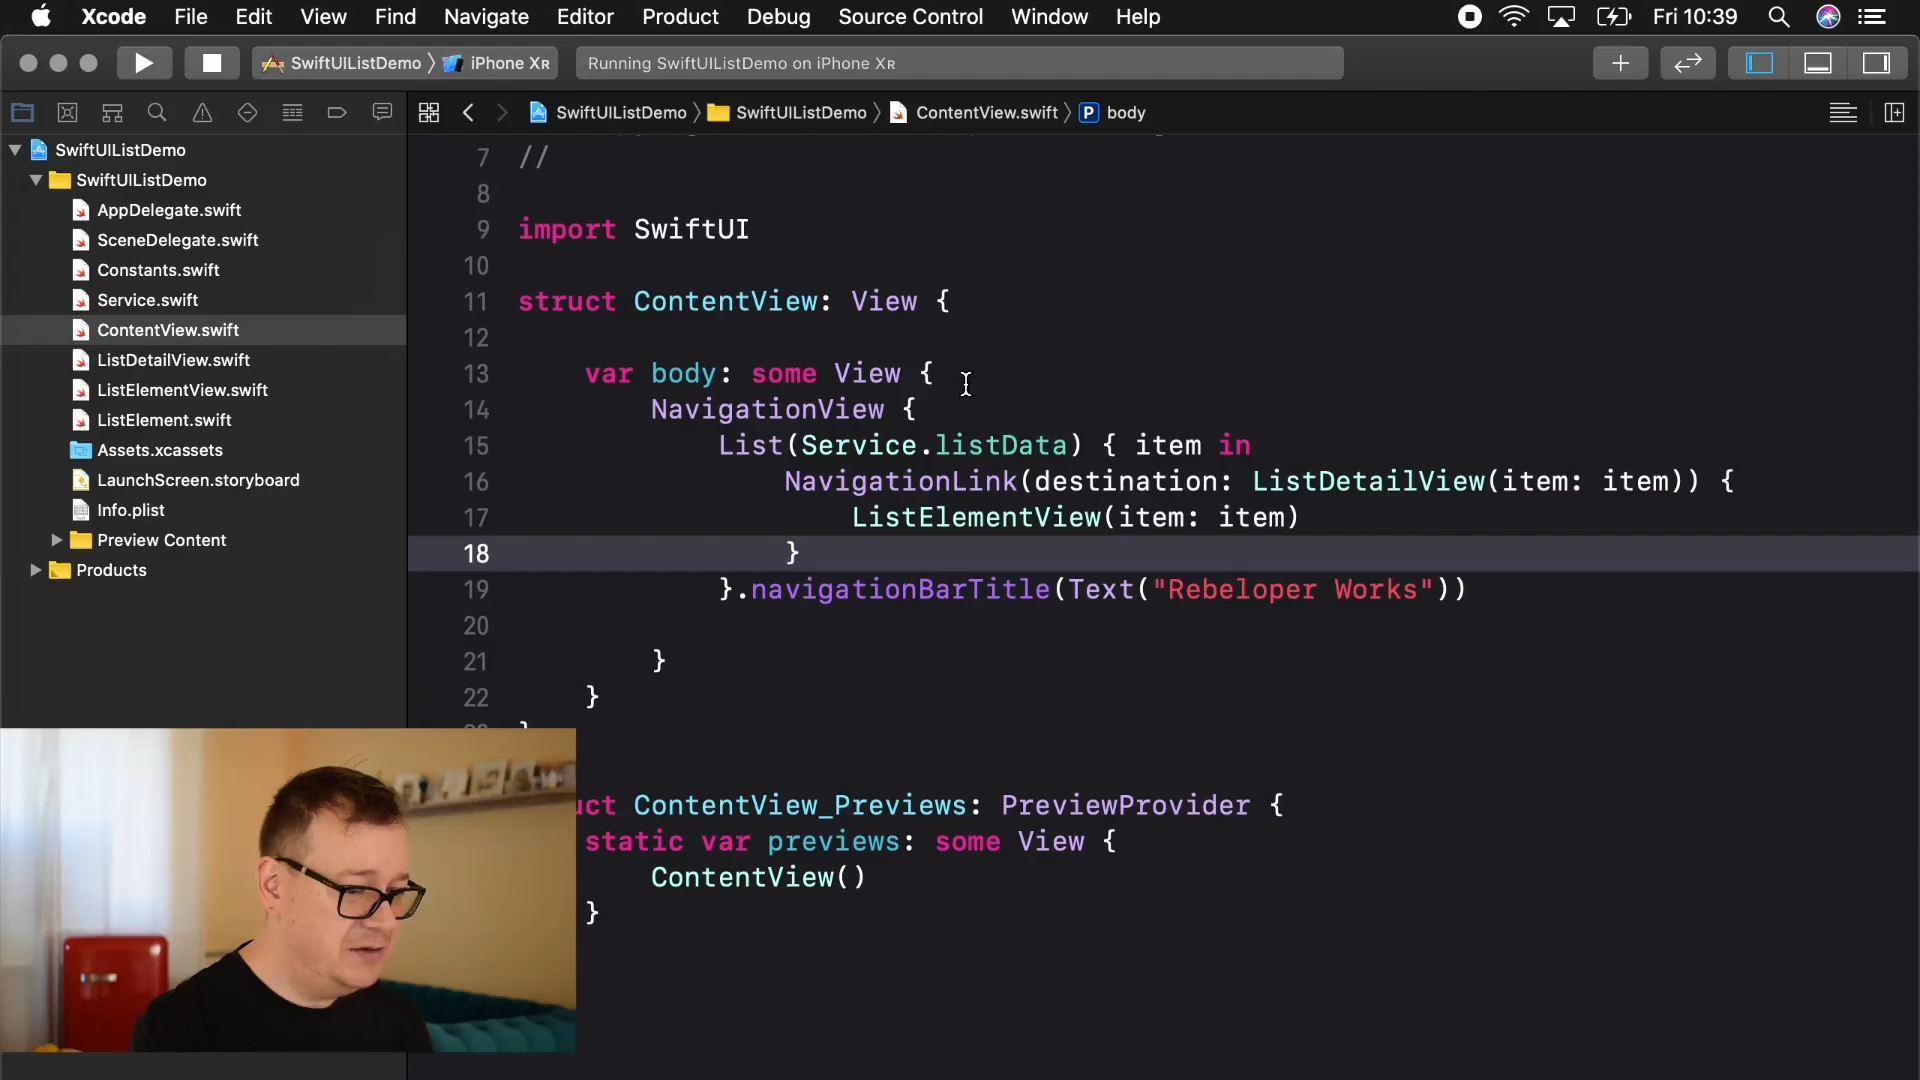 Xcode File Edit View Find Navigate Editor Product Debug Source Control Window Help Fri 10:39
SwiftUIListDemo iPhone XR Running SwiftUIListDemo on iPhone XR
SwiftUIListDemo SwiftUIListDemo ContentView.swift P body
SwiftUIListDemo
SwiftUIListDemo
AppDelegate.swift
SceneDelegate.swift
Constants.swift
Service.swift
ContentView.swift
ListDetailView.swift
ListElementView.swift
ListElement.swift
Assets.xcassets
LaunchScreen.storyboard
Info.plist
Preview Content
Products
7 //
8
9 import SwiftUI
10
11 struct ContentView: View {
12
13 var body: some View {
14 NavigationView {
15 List(Service.listData) { item in
16 NavigationLink(destination: ListDetailView(item: item)) {
17 ListElementView(item: item)
18 }
19 }.navigationBarTitle(Text("Rebeloper Works"))
20
21 }
22 }
uct ContentView_Previews: PreviewProvider {
static var previews: some View {
ContentView()
}